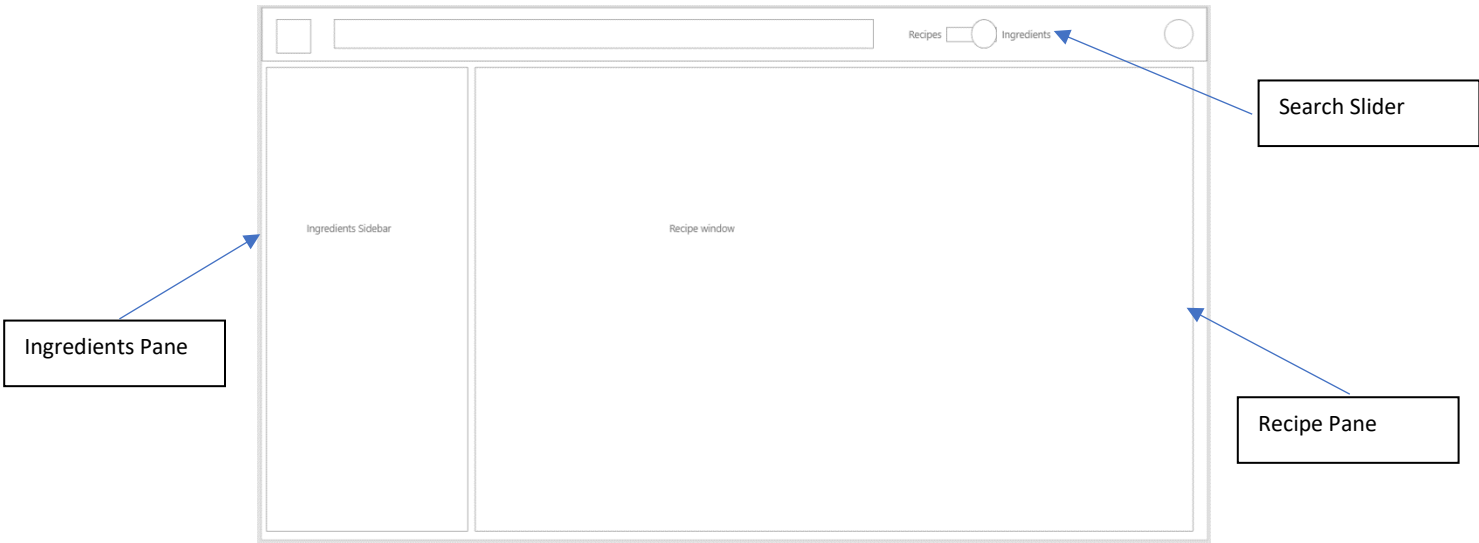 Recipes Ingredients
Search Slider
Ingredients Sidebar Recipe window
Ingredients Pane
Recipe Pane